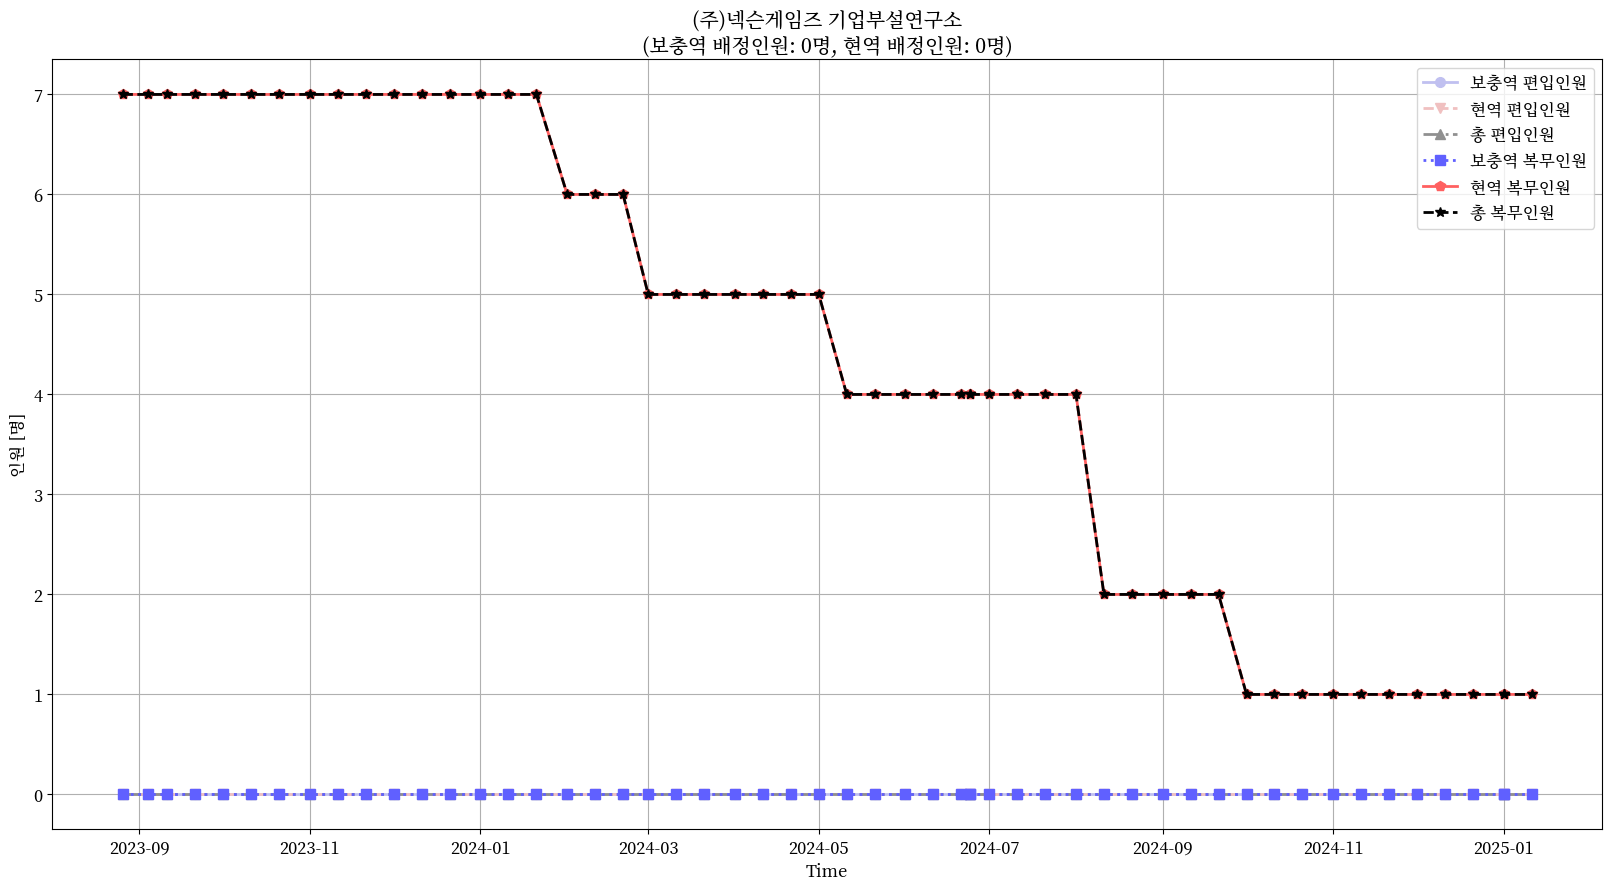 (주)넥슨게임즈 기업부설연구소
(보충역 배정인원: 0명, 현역 배정인원: 0명)
보충역 편입인원
현역 편입인원
총 편입인원
보충역 복무인원
현역 복무인원
총 복무인원
인원 [명]
7
6
5
4
3
2
1
0
2023-09 2023-11 2024-01 2024-03 2024-05 2024-07 2024-09 2024-11 2025-01
Time